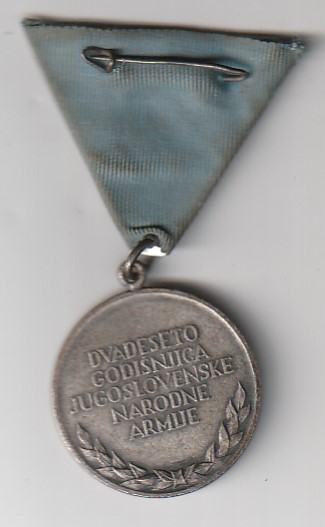 DVADESETO
GODIŠNJICA
JUGOSLOVENSKE
NARODNE
ARMIJE